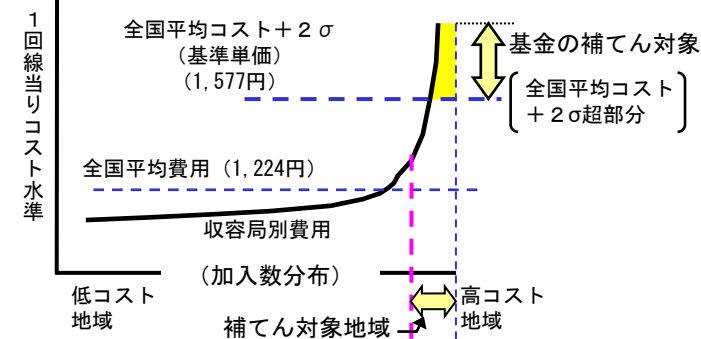 1回線当りコスト水準
全国平均コスト＋２σ
（基準単価）
（1,577円）
基金の補てん対象
全国平均コスト
＋２σ超部分
全国平均費用（1,224円）
収容局別費用
（加入数分布）
低コスト
地域
高コスト
地域
補てん対象地域